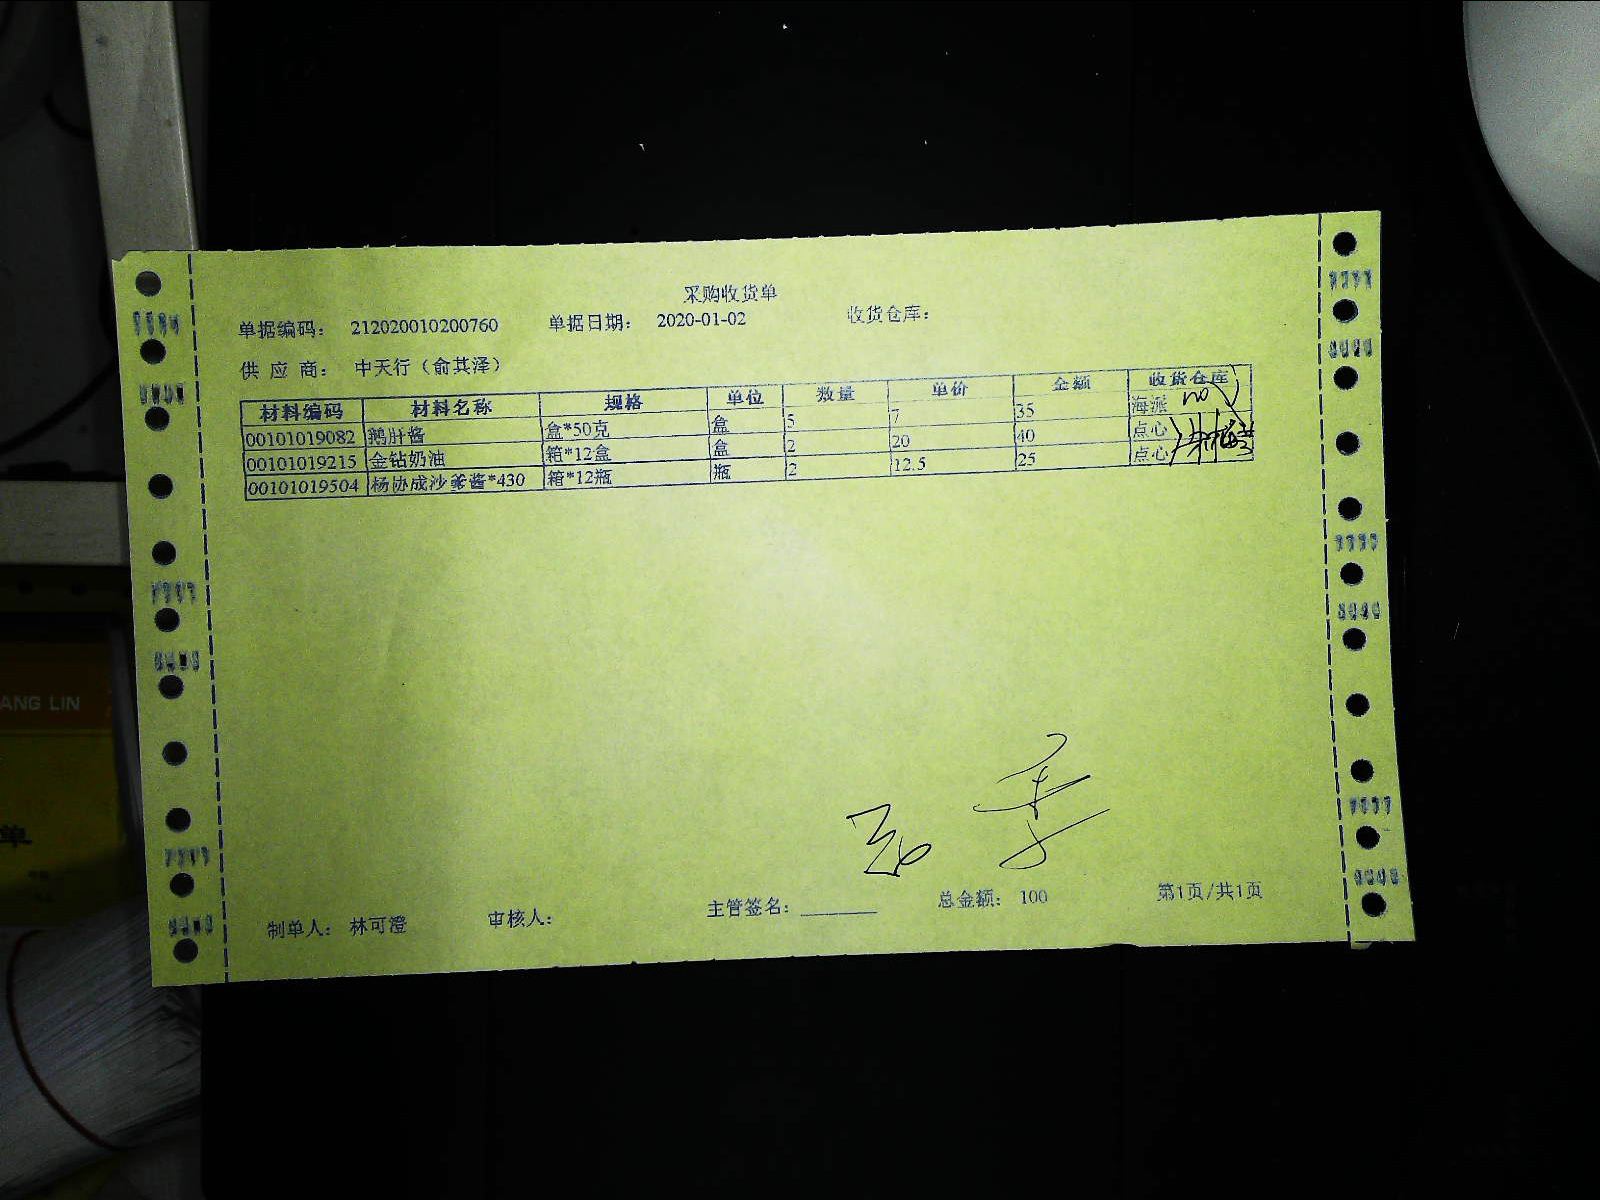 采购收货单
单据编码： 212020010200760 单据日期： 2020-01-02 收货仓库：
供 应 商： 中天行（俞其泽）
材料编码 材料名称 规格 单位 数量 单价 金额 收货仓库
00101019082 鹅肝酱 盒*50克 盒 5 7 35 海派
00101019215 金钻奶油 箱*12盒 盒 2 20 40 点心
00101019504 杨协成沙爹酱*430 箱*12瓶 瓶 2 12.5 25 点心
ANG LIN
单
制单人： 林可澄 审核人： 主管签名：________ 总金额： 100 第1页/共1页